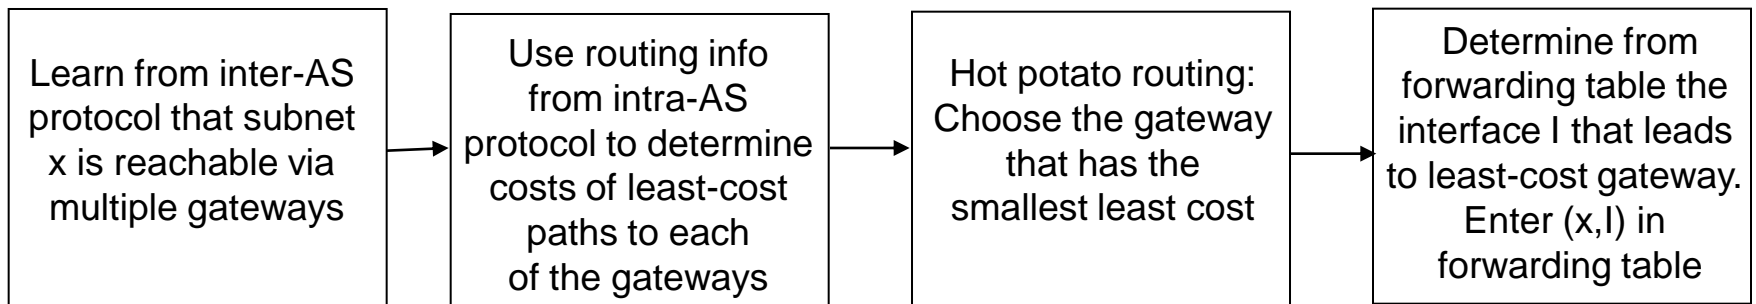 Learn from inter-AS
protocol that subnet
x is reachable via
multiple gateways
Use routing info
from intra-AS
protocol to determine
costs of least-cost
paths to each
of the gateways
Hot potato routing:
Choose the gateway
that has the
smallest least cost
Determine from
forwarding table the
interface I that leads
to least-cost gateway.
Enter (x,I) in
forwarding table